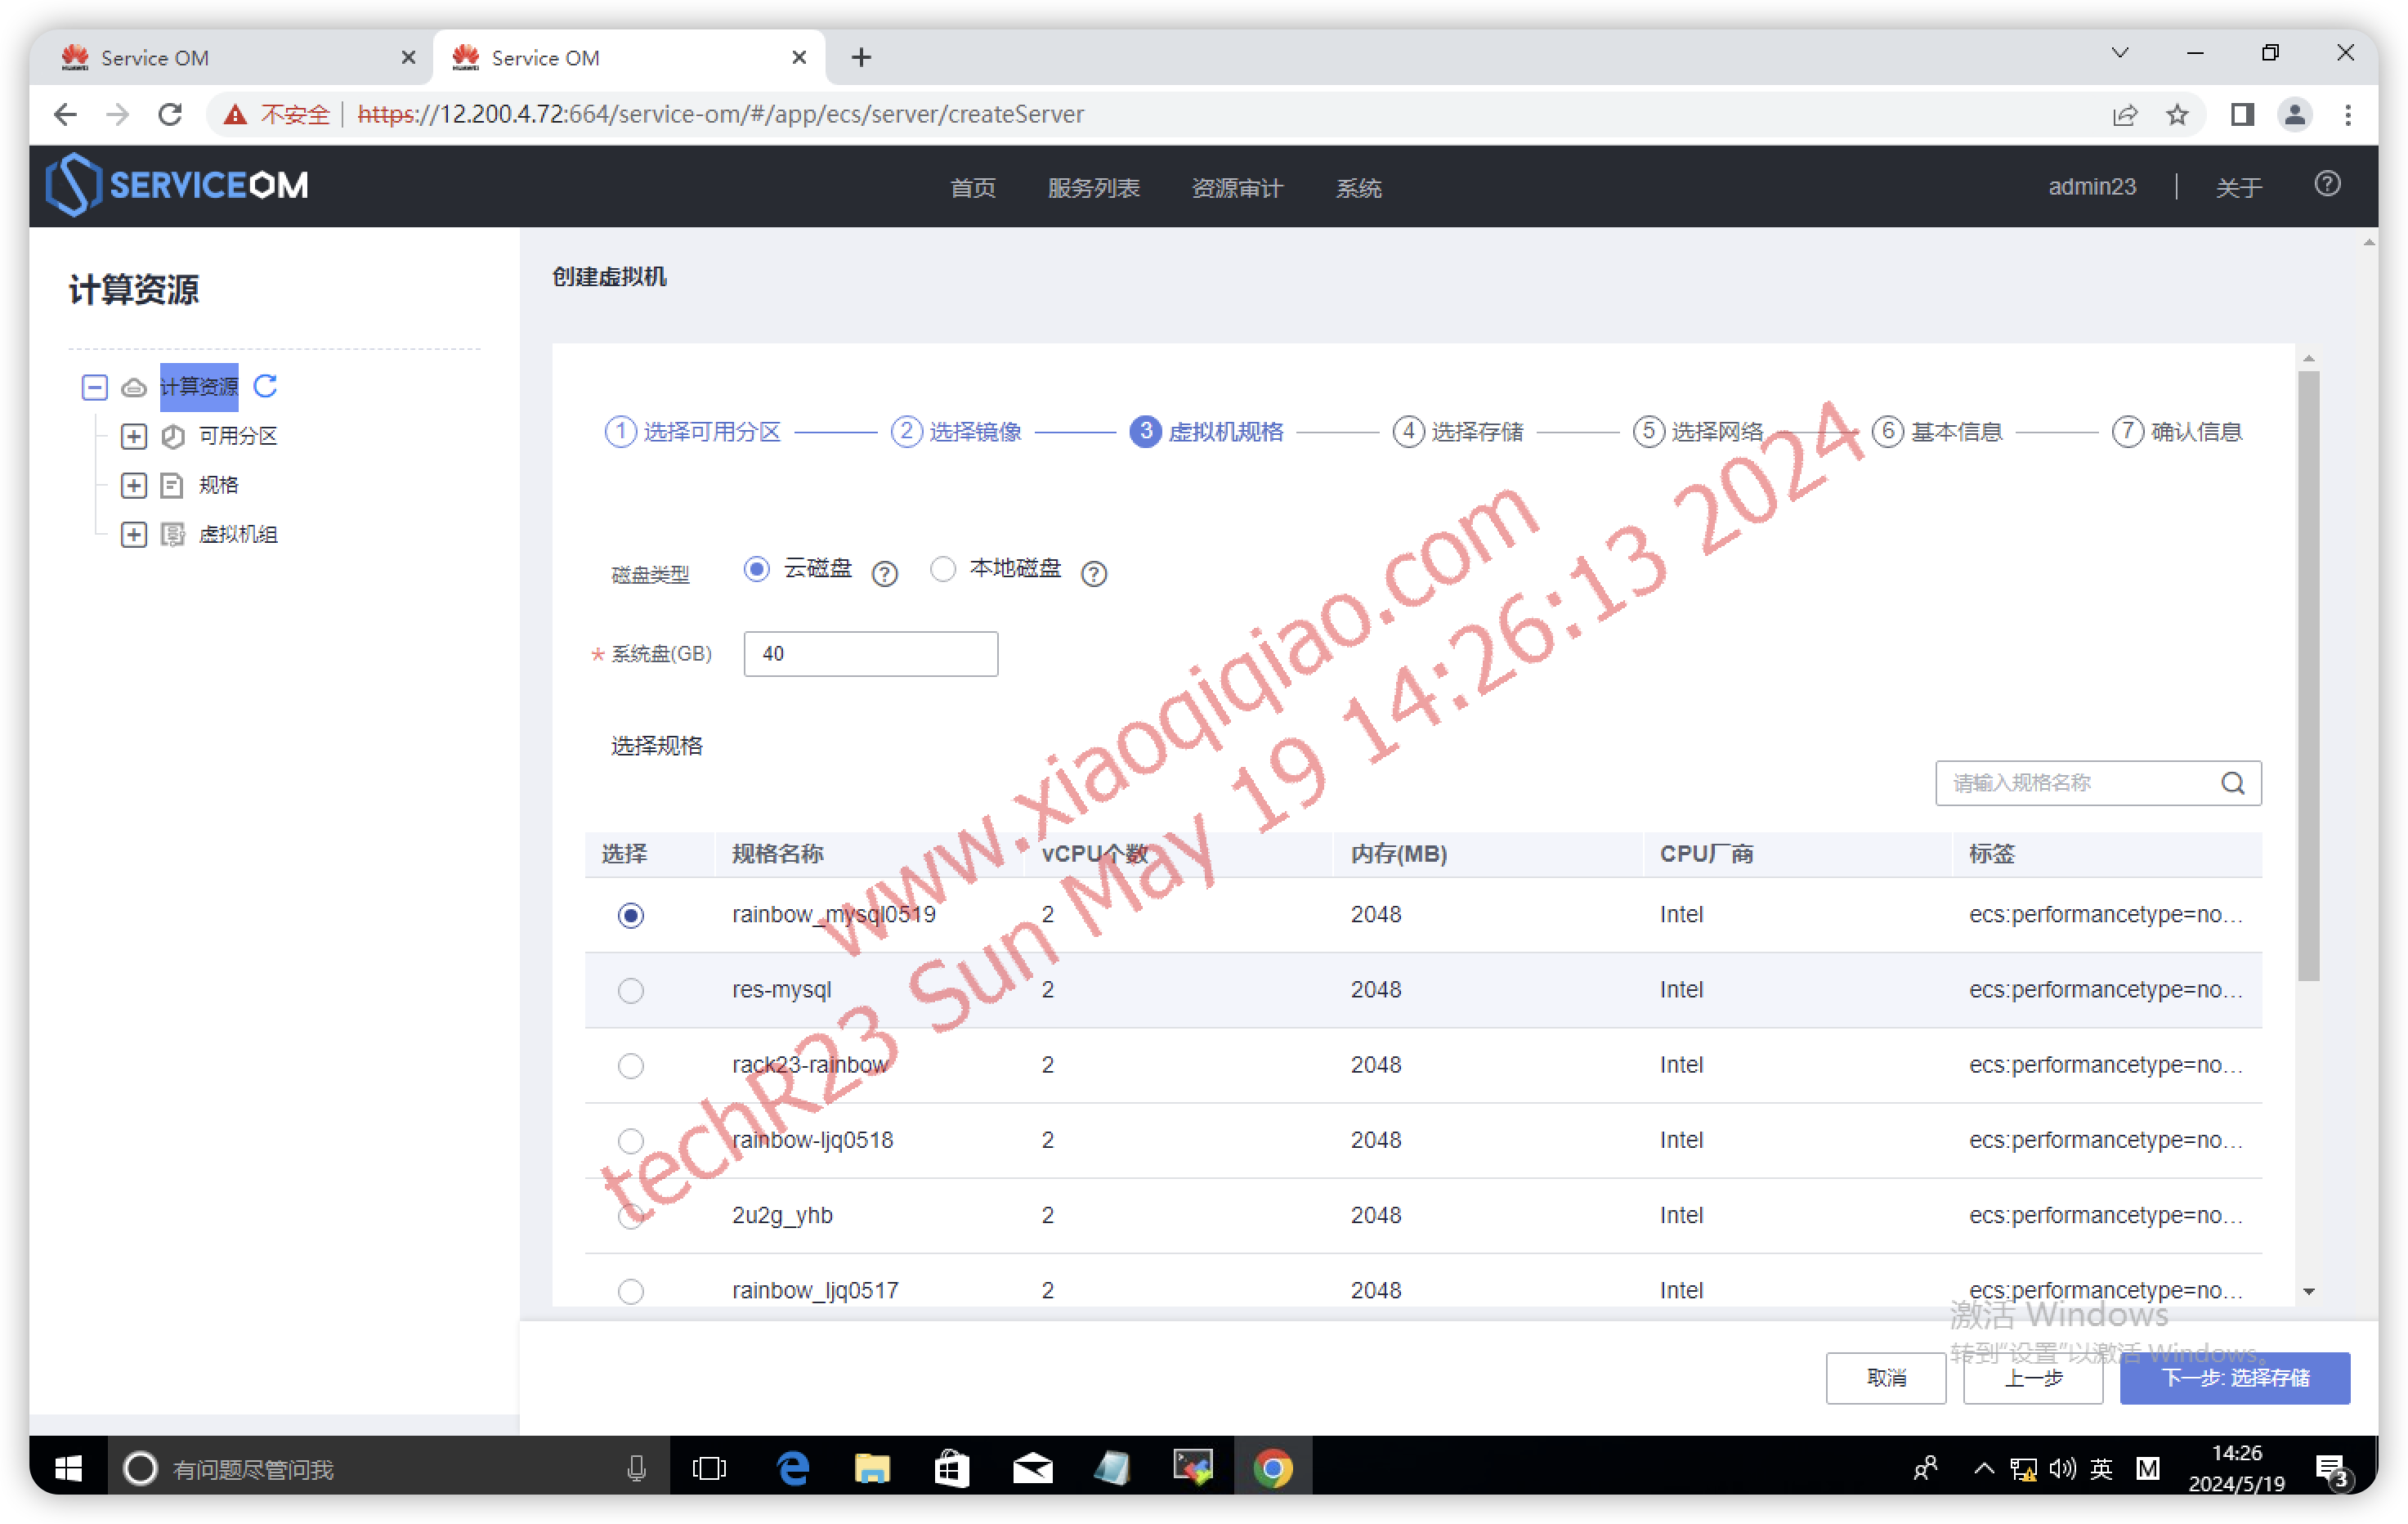 Service OM
Service OM
不安全 https://12.200.4.72:664/service-om/#/app/ecs/server/createServer
SERVICEOM 首页 服务列表 资源审计 系统 admin23 关于
计算资源
计算资源
可用分区
规格
虚拟机组
创建虚拟机
1 选择可用分区 2 选择镜像 3 虚拟机规格 4 选择存储 5 选择网络 6 基本信息 7 确认信息
磁盘类型 云磁盘 本地磁盘
* 系统盘(GB) 40
选择规格
请输入规格名称
选择 规格名称 vCPU个数 内存(MB) CPU厂商 标签
rainbow_mysql0519 2 2048 Intel ecs:performancetype=no...
res-mysql 2 2048 Intel ecs:performancetype=no...
rack23-rainbow 2 2048 Intel ecs:performancetype=no...
rainbow-ljq0518 2 2048 Intel ecs:performancetype=no...
2u2g_yhb 2 2048 Intel ecs:performancetype=no...
rainbow_ljq0517 2 2048 Intel ecs:performancetype=no...
www.xiaoqiqiao.com
techR23 Sun May 19 14:26:13 2024
激活 Windows
转到“设置”以激活 Windows。
取消 上一步 下一步: 选择存储
有问题尽管问我
英 M
14:26
2024/5/19
3